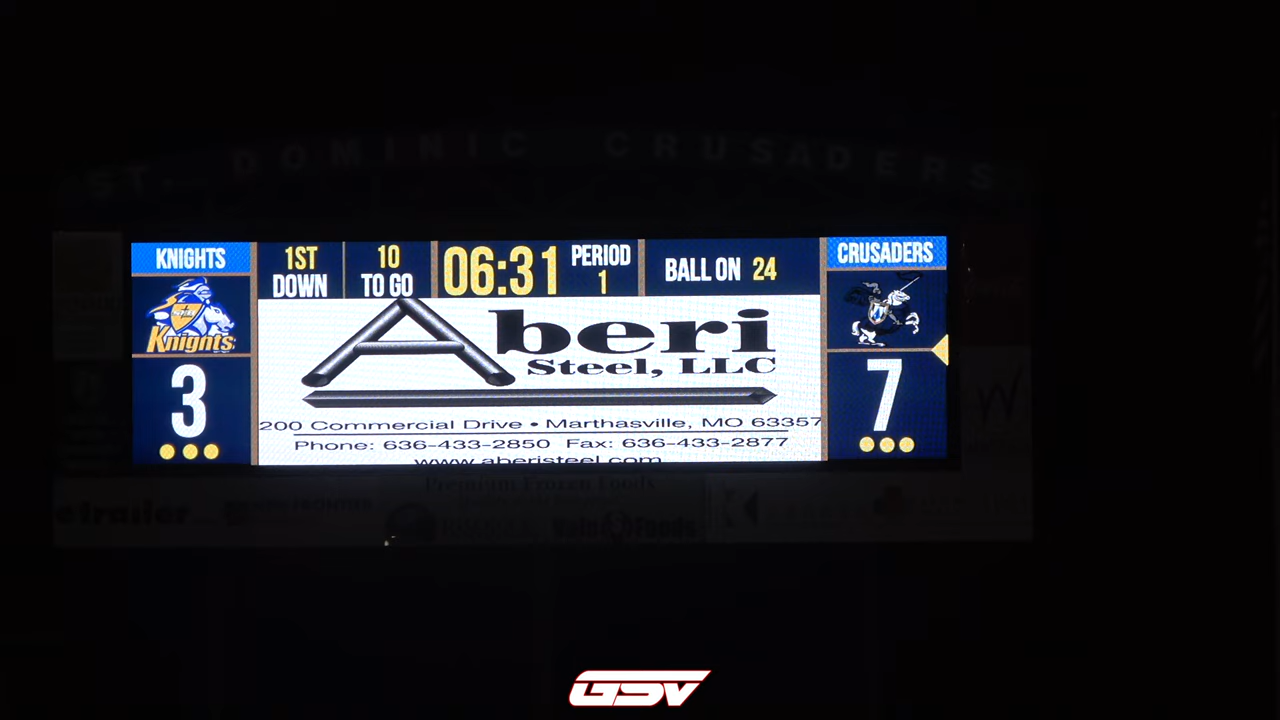 ST. DOMINIC CRUSADERS
KNIGHTS
1ST
DOWN
10
TO GO
06:31
PERIOD
1
BALL ON 24
CRUSADERS
Knights
3
7
Aberi
Steel, LLC
200 Commercial Drive • Marthasville, MO 63357
Phone: 636-433-2850 Fax: 636-433-2877
www.aberisteel.com
Premium Frozen Foods
etrailer
GSV